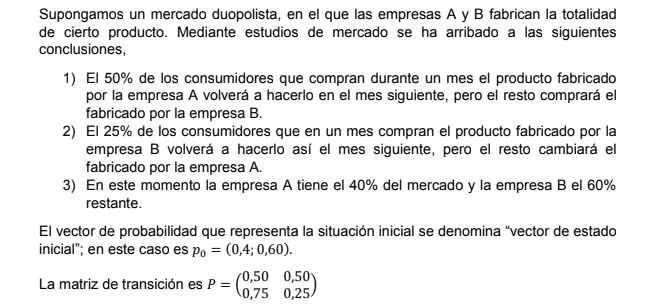 Supongamos un mercado duopolista, en el que las empresas A y B fabrican la totalidad
de cierto producto. Mediante estudios de mercado se ha arribado a las siguientes
conclusiones,
1) El 50% de los consumidores que compran durante un mes el producto fabricado
por la empresa A volverá a hacerlo en el mes siguiente, pero el resto comprará el
fabricado por la empresa B.
2) El 25% de los consumidores que en un mes compran el producto fabricado por la
empresa B volverá a hacerlo así el mes siguiente, pero el resto cambiará el
fabricado por la empresa A.
3) En este momento la empresa A tiene el 40% del mercado y la empresa B el 60%
restante.
El vector de probabilidad que representa la situación inicial se denomina “vector de estado
inicial”; en este caso es p₀ = (0,4; 0,60).
La matriz de transición es P = (0,50 0,50
0,75 0,25)